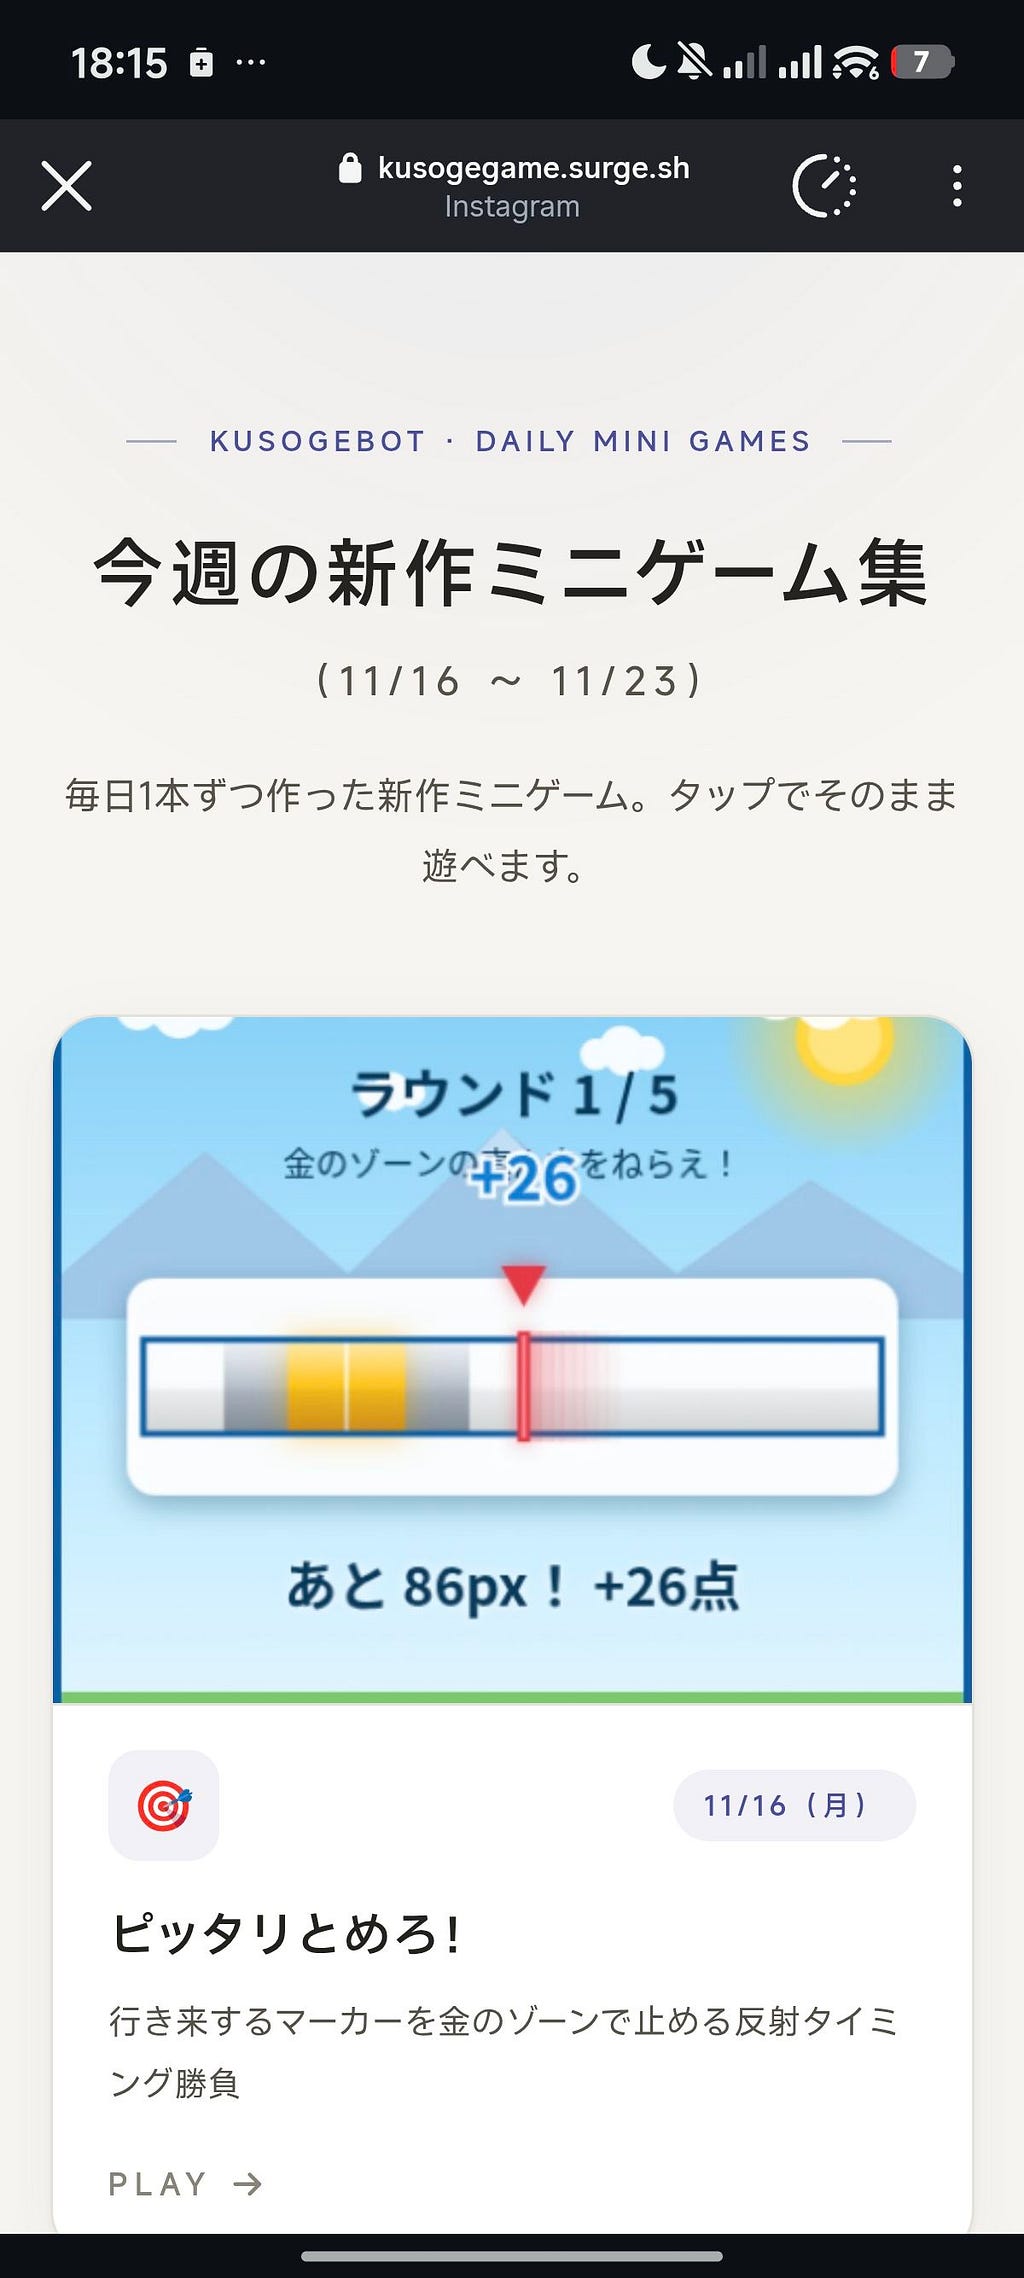 18:15
7
kusogegame.surge.sh
Instagram
KUSOGEBOT · DAILY MINI GAMES
今週の新作ミニゲーム集
(11/16 ～ 11/23)
毎日1本ずつ作った新作ミニゲーム。タップでそのまま
遊べます。
ラウンド 1 / 5
金のゾーンの をねらえ！
+26
あと 86px！ +26点
11/16（月）
ピッタリとめろ!
行き来するマーカーを金のゾーンで止める反射タイミ
ング勝負
PLAY →